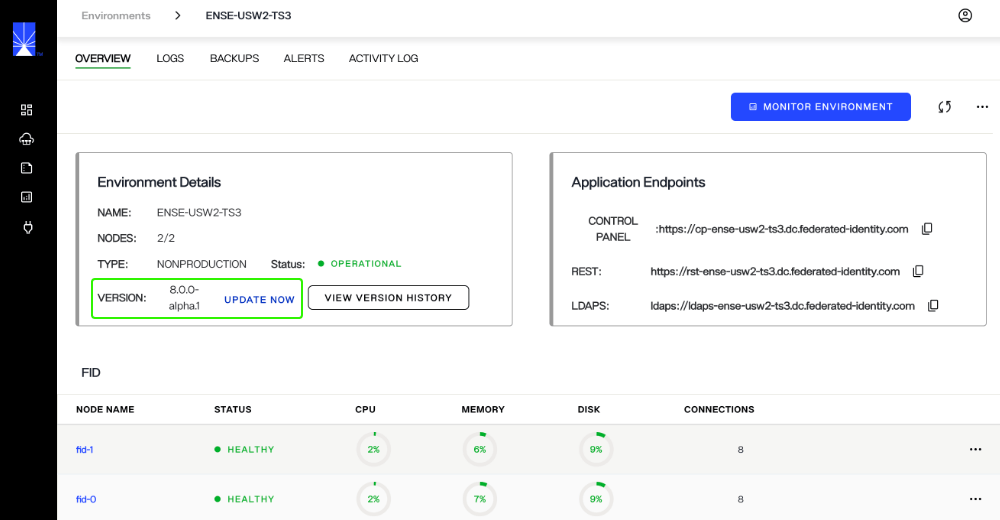 Environments > ENSE-USW2-TS3
OVERVIEW LOGS BACKUPS ALERTS ACTIVITY LOG
MONITOR ENVIRONMENT
Environment Details
NAME: ENSE-USW2-TS3
NODES: 2/2
TYPE: NONPRODUCTION Status: OPERATIONAL
VERSION: 8.0.0-
alpha.1
UPDATE NOW VIEW VERSION HISTORY
Application Endpoints
CONTROL
PANEL
:https://cp-ense-usw2-ts3.dc.federated-identity.com
REST: https://rst-ense-usw2-ts3.dc.federated-identity.com
LDAPS: ldaps://ldaps-ense-usw2-ts3.dc.federated-identity.com
FID
NODE NAME STATUS CPU MEMORY DISK CONNECTIONS
fid-1 HEALTHY 2% 6% 9% 8
fid-0 HEALTHY 2% 7% 9% 8